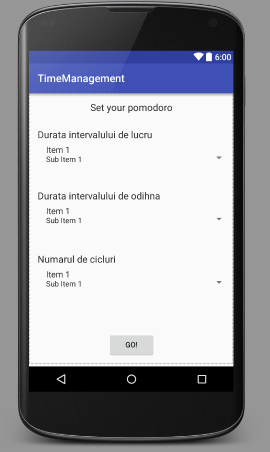 6:00
TimeManagement
Set your pomodoro
Durata intervalului de lucru
Item 1
Sub Item 1
Durata intervalului de odihna
Item 1
Sub Item 1
Numarul de cicluri
Item 1
Sub Item 1
GO!